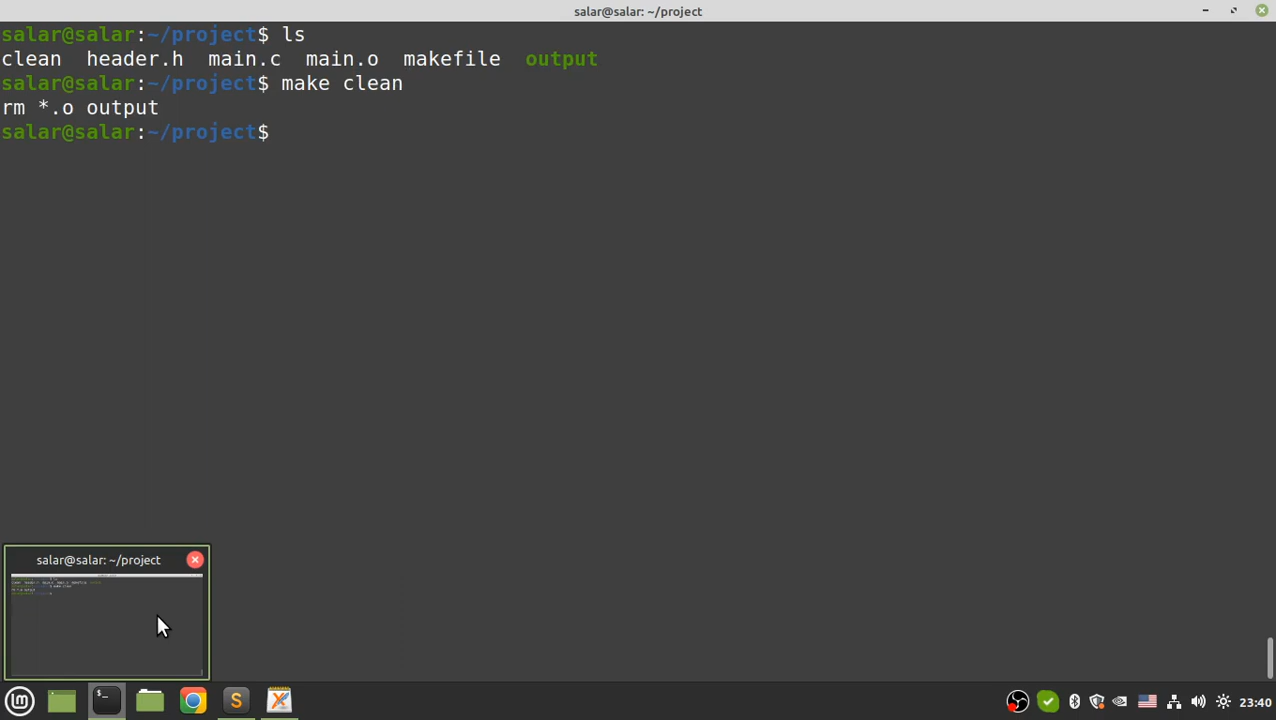 salar@salar: ~/project
salar@salar:~/project$ ls
clean header.h main.c main.o makefile output
salar@salar:~/project$ make clean
rm *.o output
salar@salar:~/project$
salar@salar: ~/project
23:40